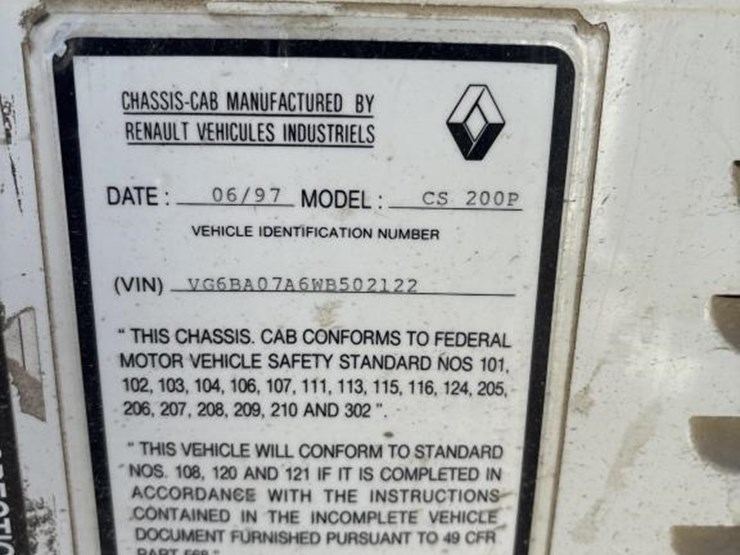 CHASSIS-CAB MANUFACTURED BY
RENAULT VEHICULES INDUSTRIELS
DATE : 06/97 MODEL : CS 200P
VEHICLE IDENTIFICATION NUMBER
(VIN) VG6BA07A6WB502122
" THIS CHASSIS. CAB CONFORMS TO FEDERAL
MOTOR VEHICLE SAFETY STANDARD NOS 101,
102, 103, 104, 106, 107, 111, 113, 115, 116, 124, 205,
206, 207, 208, 209, 210 AND 302 ".
" THIS VEHICLE WILL CONFORM TO STANDARD
NOS. 108, 120 AND 121 IF IT IS COMPLETED IN
ACCORDANCE WITH THE INSTRUCTIONS
CONTAINED IN THE INCOMPLETE VEHICLE
DOCUMENT FURNISHED PURSUANT TO 49 CFR
PART 568 "